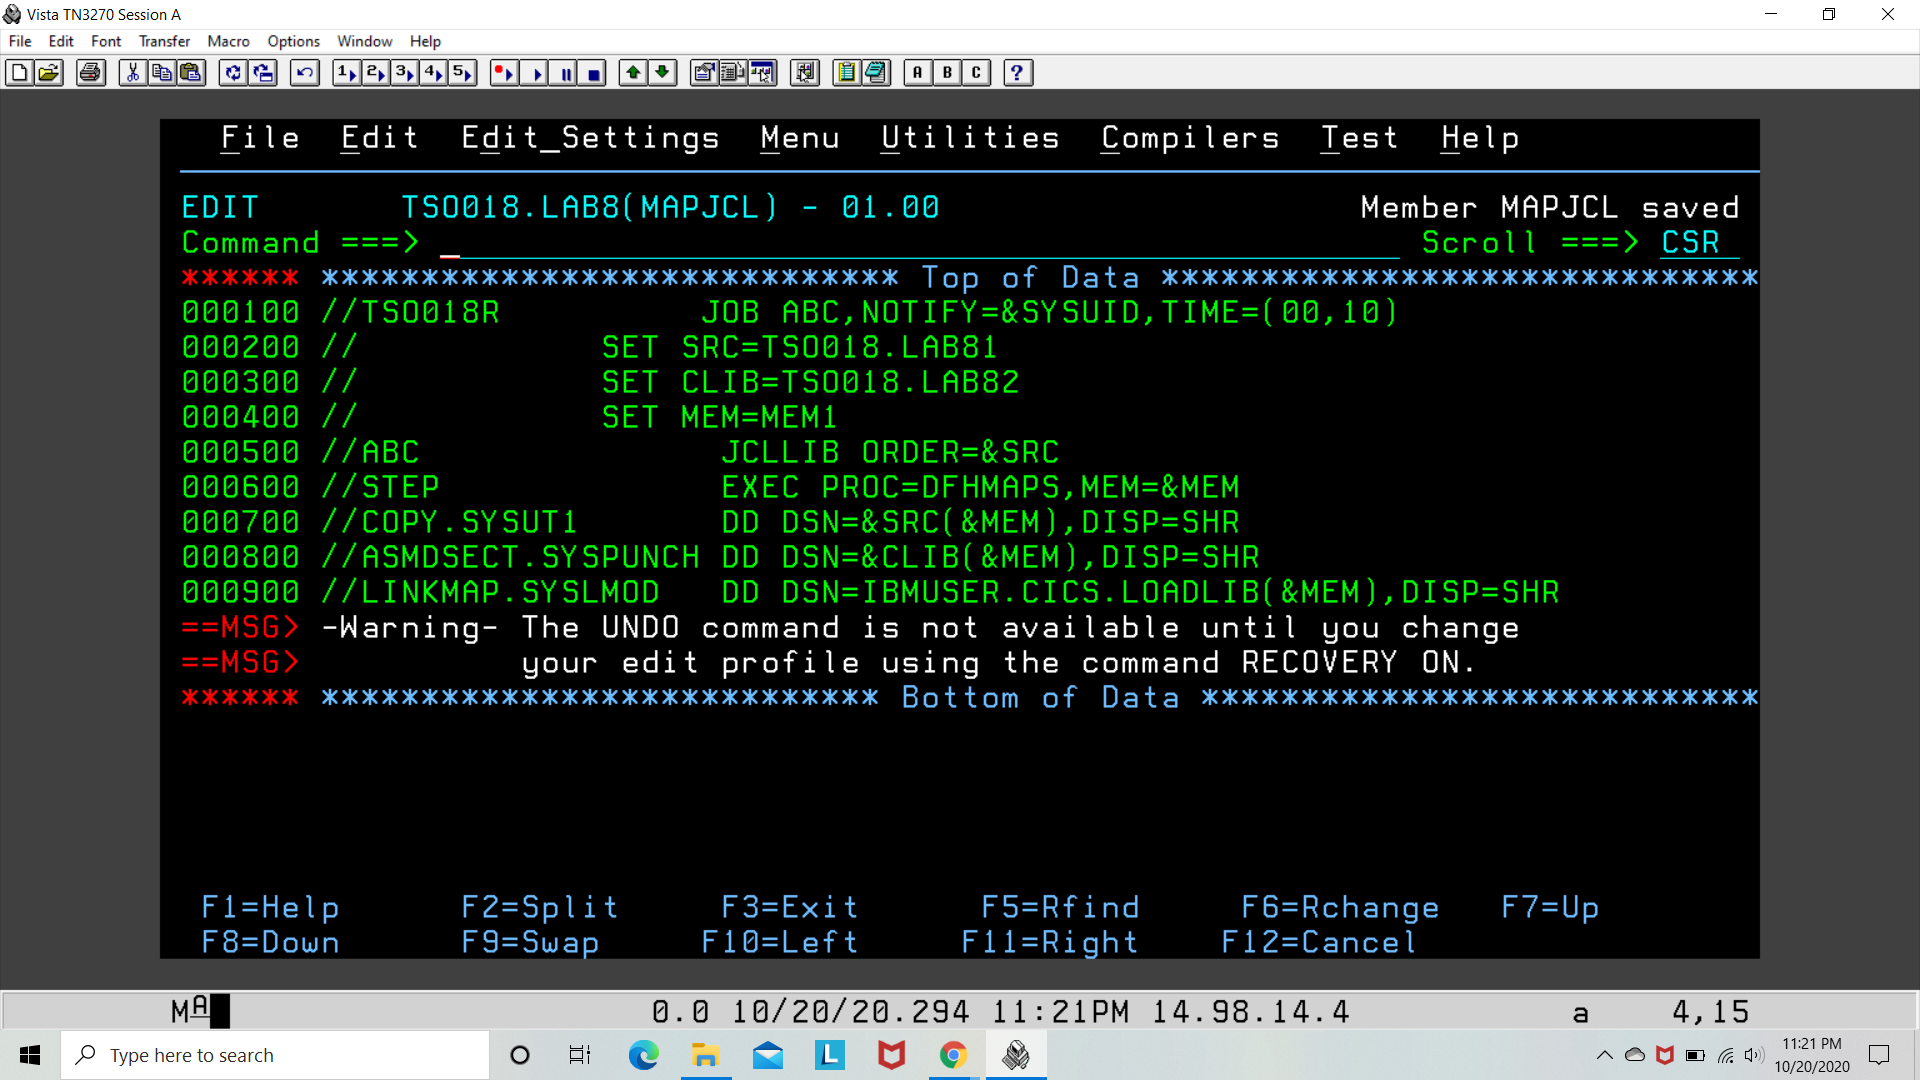 Vista TN3270 Session A
File Edit Font Transfer Macro Options Window Help
1 2 3 4 5 A B C ?
File Edit Edit_Settings Menu Utilities Compilers Test Help
EDIT TSO018.LAB8(MAPJCL) - 01.00 Member MAPJCL saved
Command ===> Scroll ===> CSR
****** ***************************** Top of Data ******************************
000100 //TSO018R          JOB ABC,NOTIFY=&SYSUID,TIME=(00,10)
000200 //            SET SRC=TSO018.LAB81
000300 //            SET CLIB=TSO018.LAB82
000400 //            SET MEM=MEM1
000500 //ABC               JCLLIB ORDER=&SRC
000600 //STEP              EXEC PROC=DFHMAPS,MEM=&MEM
000700 //COPY.SYSUT1       DD DSN=&SRC(&MEM),DISP=SHR
000800 //ASMDSECT.SYSPUNCH DD DSN=&CLIB(&MEM),DISP=SHR
000900 //LINKMAP.SYSLMOD   DD DSN=IBMUSER.CICS.LOADLIB(&MEM),DISP=SHR
==MSG> -Warning- The UNDO command is not available until you change
==MSG>           your edit profile using the command RECOVERY ON.
****** **************************** Bottom of Data ****************************
F1=Help F2=Split F3=Exit F5=Rfind F6=Rchange F7=Up
F8=Down F9=Swap F10=Left F11=Right F12=Cancel
MA 0.0 10/20/20.294 11:21PM 14.98.14.4 a 4,15
Type here to search
L
11:21 PM
10/20/2020